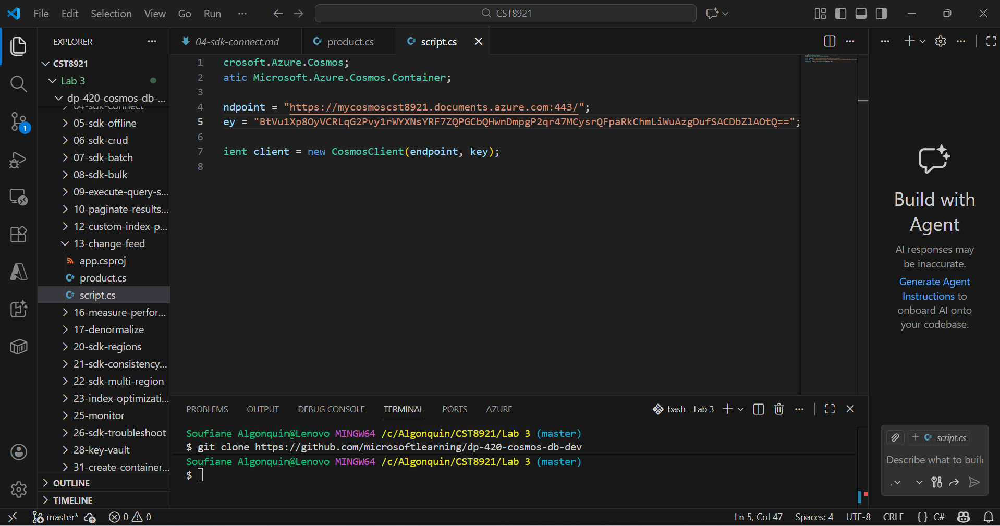 File Edit Selection View Go Run ··· CST8921
EXPLORER ···
CST8921
Lab 3
dp-420-cosmos-db-...
04-sdk-connect
05-sdk-offline
06-sdk-crud
07-sdk-batch
08-sdk-bulk
09-execute-query-s...
10-paginate-results...
12-custom-index-p...
13-change-feed
app.csproj
product.cs
script.cs
16-measure-perfor...
17-denormalize
20-sdk-regions
21-sdk-consistency...
22-sdk-multi-region
23-index-optimizati...
25-monitor
26-sdk-troubleshoot
28-key-vault
31-create-container...
OUTLINE
TIMELINE
1
04-sdk-connect.md C# product.cs C# script.cs
1 crosoft.Azure.Cosmos;
2 atic Microsoft.Azure.Cosmos.Container;
3
4 ndpoint = "https://mycosmoscst8921.documents.azure.com:443/";
5 ey = "BtVu1Xp8OyVCRLqG2Pvy1rWYXNsYRF7ZQPGCbQHwnDmpgP2qr47MCysrQFpaRkChmLiWuAzgDufSACDbZlAOtQ==";
6
7 ient client = new CosmosClient(endpoint, key);
8
PROBLEMS OUTPUT DEBUG CONSOLE TERMINAL PORTS AZURE bash - Lab 3
Soufiane Algonquin@Lenovo MINGW64 /c/Algonquin/CST8921/Lab 3 (master)
$ git clone https://github.com/microsoftlearning/dp-420-cosmos-db-dev
Soufiane Algonquin@Lenovo MINGW64 /c/Algonquin/CST8921/Lab 3 (master)
$
Build with
Agent
AI responses may
be inaccurate.
Generate Agent
Instructions to
onboard AI onto
your codebase.
C# script.cs
Describe what to buil
master* 0 0 Ln 5, Col 47 Spaces: 4 UTF-8 CRLF { } C#